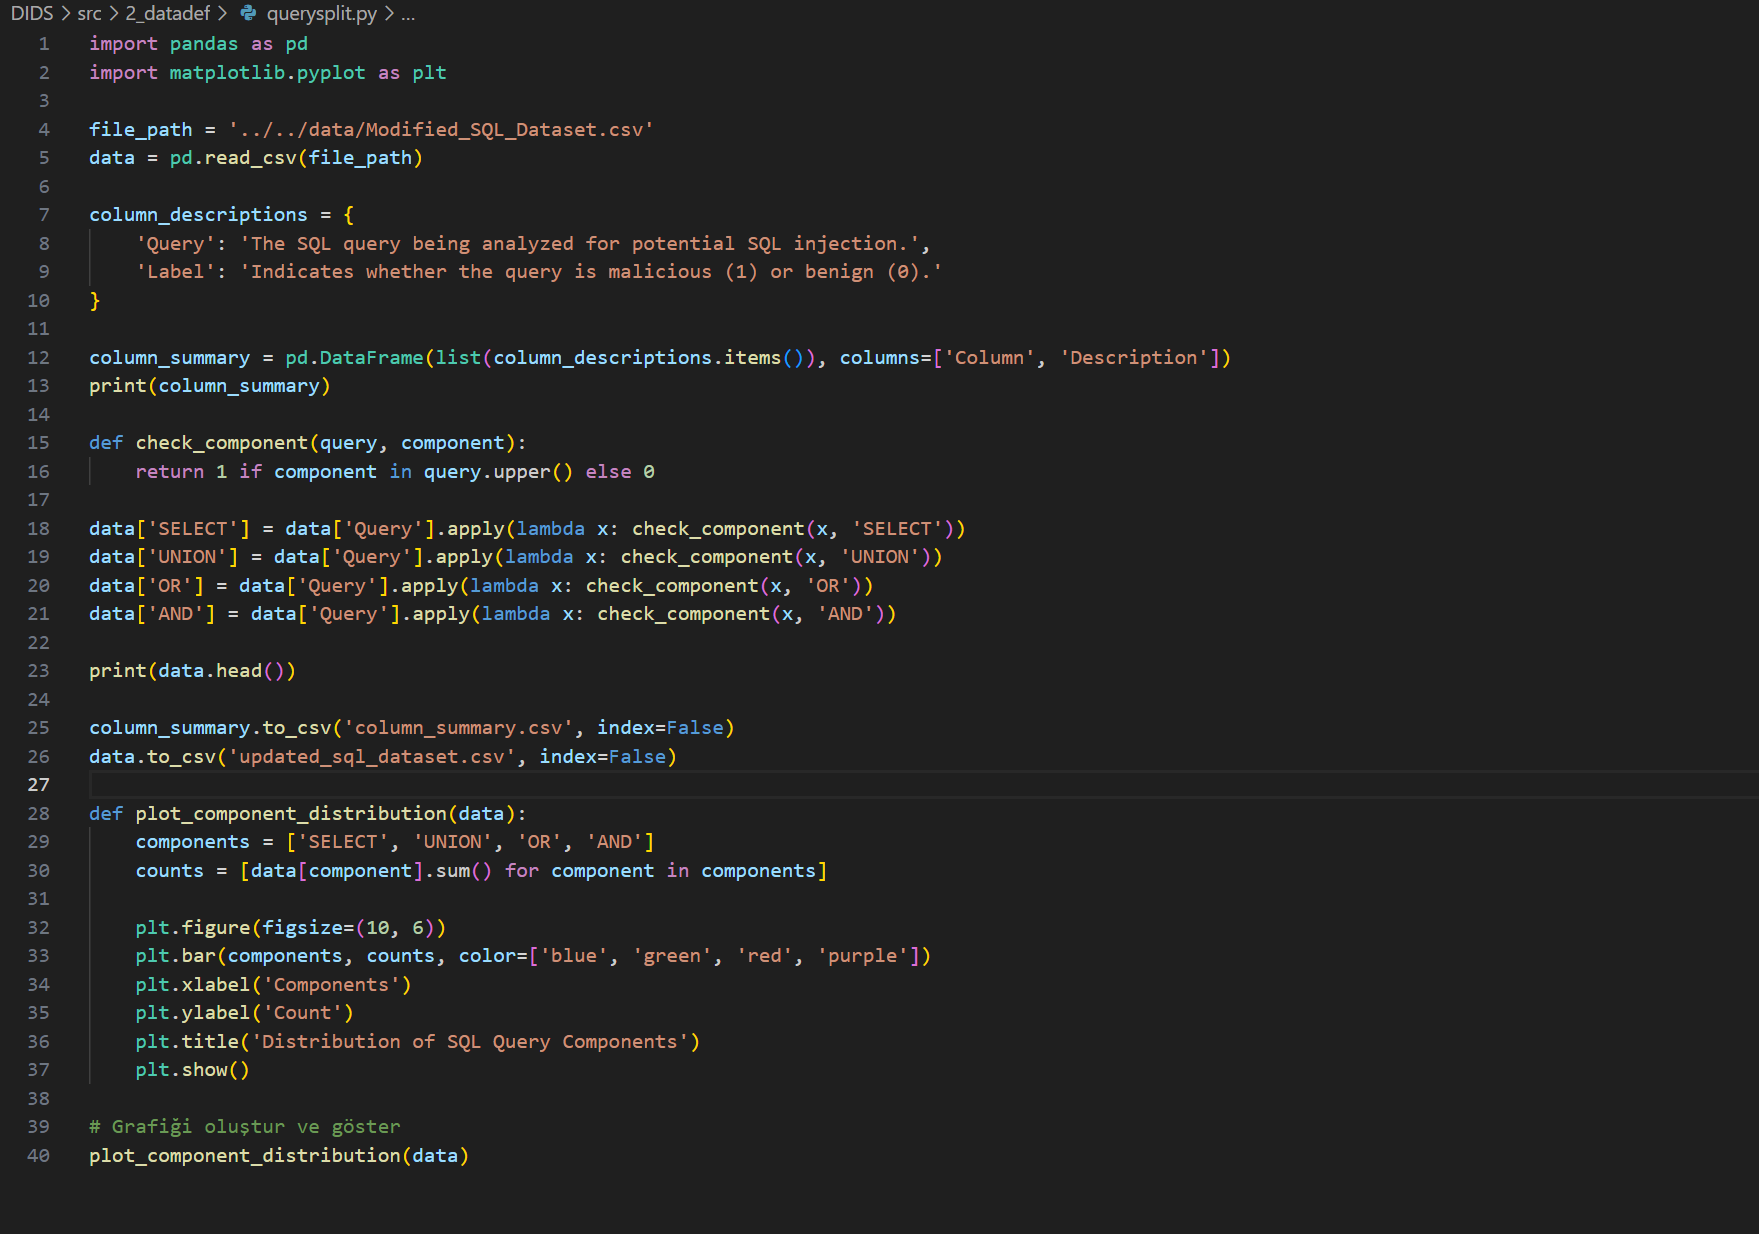 DIDS > src > 2_datadef > querysplit.py > ...
1 import pandas as pd
2 import matplotlib.pyplot as plt
3
4 file_path = '../../data/Modified_SQL_Dataset.csv'
5 data = pd.read_csv(file_path)
6
7 column_descriptions = {
8     'Query': 'The SQL query being analyzed for potential SQL injection.',
9     'Label': 'Indicates whether the query is malicious (1) or benign (0).'
10 }
11
12 column_summary = pd.DataFrame(list(column_descriptions.items()), columns=['Column', 'Description'])
13 print(column_summary)
14
15 def check_component(query, component):
16     return 1 if component in query.upper() else 0
17
18 data['SELECT'] = data['Query'].apply(lambda x: check_component(x, 'SELECT'))
19 data['UNION'] = data['Query'].apply(lambda x: check_component(x, 'UNION'))
20 data['OR'] = data['Query'].apply(lambda x: check_component(x, 'OR'))
21 data['AND'] = data['Query'].apply(lambda x: check_component(x, 'AND'))
22
23 print(data.head())
24
25 column_summary.to_csv('column_summary.csv', index=False)
26 data.to_csv('updated_sql_dataset.csv', index=False)
27
28 def plot_component_distribution(data):
29     components = ['SELECT', 'UNION', 'OR', 'AND']
30     counts = [data[component].sum() for component in components]
31
32     plt.figure(figsize=(10, 6))
33     plt.bar(components, counts, color=['blue', 'green', 'red', 'purple'])
34     plt.xlabel('Components')
35     plt.ylabel('Count')
36     plt.title('Distribution of SQL Query Components')
37     plt.show()
38
39 # Grafiği oluştur ve göster
40 plot_component_distribution(data)